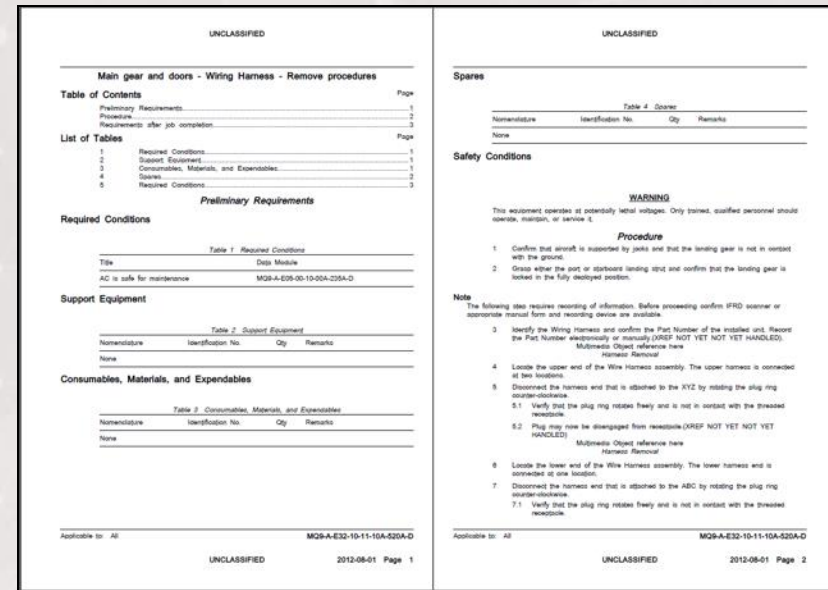 UNCLASSIFIED
Main gear and doors - Wiring Harness - Remove procedures
Table of Contents Page
Preliminary Requirements 1
Procedure 2
Requirements after job completion 3
List of Tables Page
1 Required Conditions 1
2 Support Equipment 1
3 Consumables, Materials, and Expendables 1
4 Spares 2
5 Required Conditions 3
Preliminary Requirements
Required Conditions
Table 1 Required Conditions
Title Data Module
AC is safe for maintenance MQ9-A-E05-00-10-00A-235A-D
Support Equipment
Table 2 Support Equipment
Nomenclature Identification No. Qty Remarks
None
Consumables, Materials, and Expendables
Table 3 Consumables, Materials, and Expendables
Nomenclature Identification No. Qty Remarks
None
Applicable to: All MQ9-A-E32-10-11-10A-520A-D
UNCLASSIFIED 2012-08-01 Page 1
UNCLASSIFIED
Spares
Table 4 Spares
Nomenclature Identification No. Qty Remarks
None
Safety Conditions
WARNING
This equipment operates at potentially lethal voltages. Only trained, qualified personnel should
operate, maintain, or service it.
Procedure
1 Confirm that aircraft is supported by jacks and that the landing gear is not in contact
with the ground.
2 Grasp either the port or starboard landing strut and confirm that the landing gear is
locked in the fully deployed position.
Note
The following step requires recording of information. Before proceeding confirm IFRD scanner or
appropriate manual form and recording device are available.
3 Identify the Wiring Harness and confirm the Part Number of the installed unit. Record
the Part Number electronically or manually.(XREF NOT YET NOT YET HANDLED).
Multimedia Object reference here
Harness Removal
4 Locate the upper end of the Wire Harness assembly. The upper harness is connected
at two locations.
5 Disconnect the harness end that is attached to the XYZ by rotating the plug ring
counter-clockwise.
5.1 Verify that the plug ring rotates freely and is not in contact with the threaded
receptacle.
5.2 Plug may now be disengaged from receptacle.(XREF NOT YET NOT YET
HANDLED)
Multimedia Object reference here
Harness Removal
6 Locate the lower end of the Wire Harness assembly. The lower harness end is
connected at one location.
7 Disconnect the harness end that is attached to the ABC by rotating the plug ring
counter-clockwise.
7.1 Verify that the plug ring rotates freely and is not in contact with the threaded
receptacle.
Applicable to: All MQ9-A-E32-10-11-10A-520A-D
UNCLASSIFIED 2012-08-01 Page 2